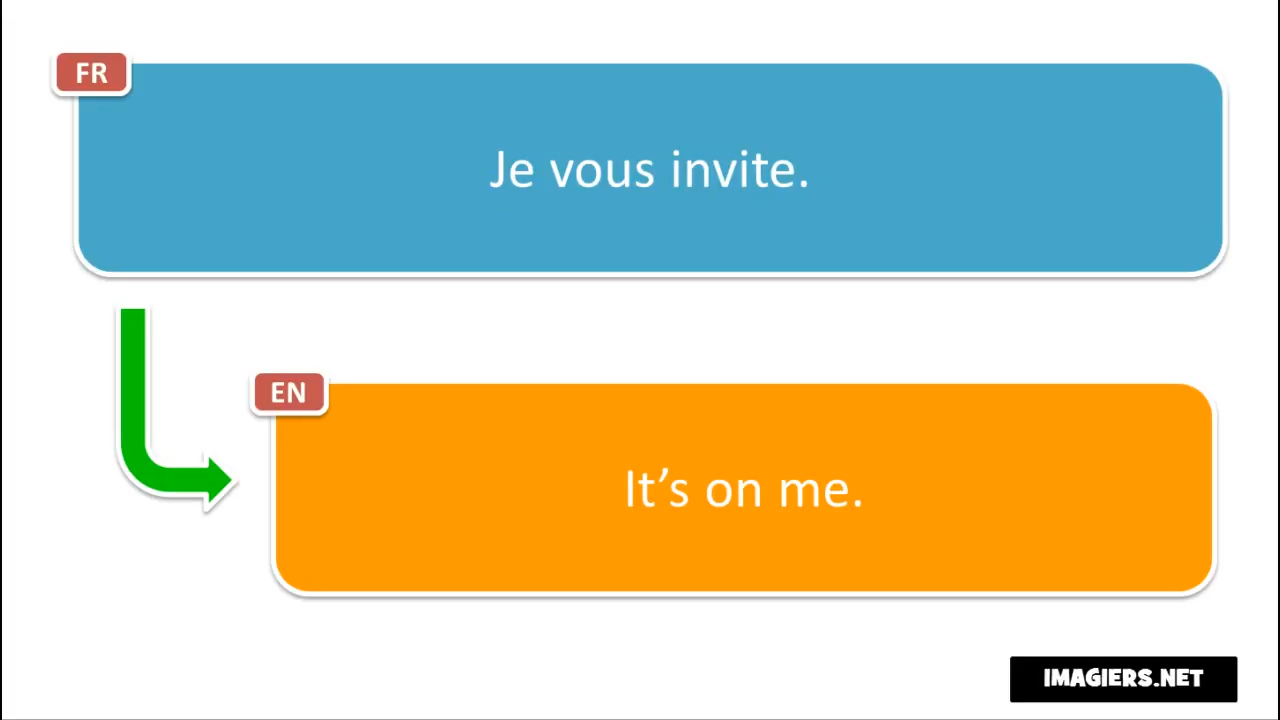 FR
Je vous invite.
EN
It’s on me.
IMAGIERS.NET